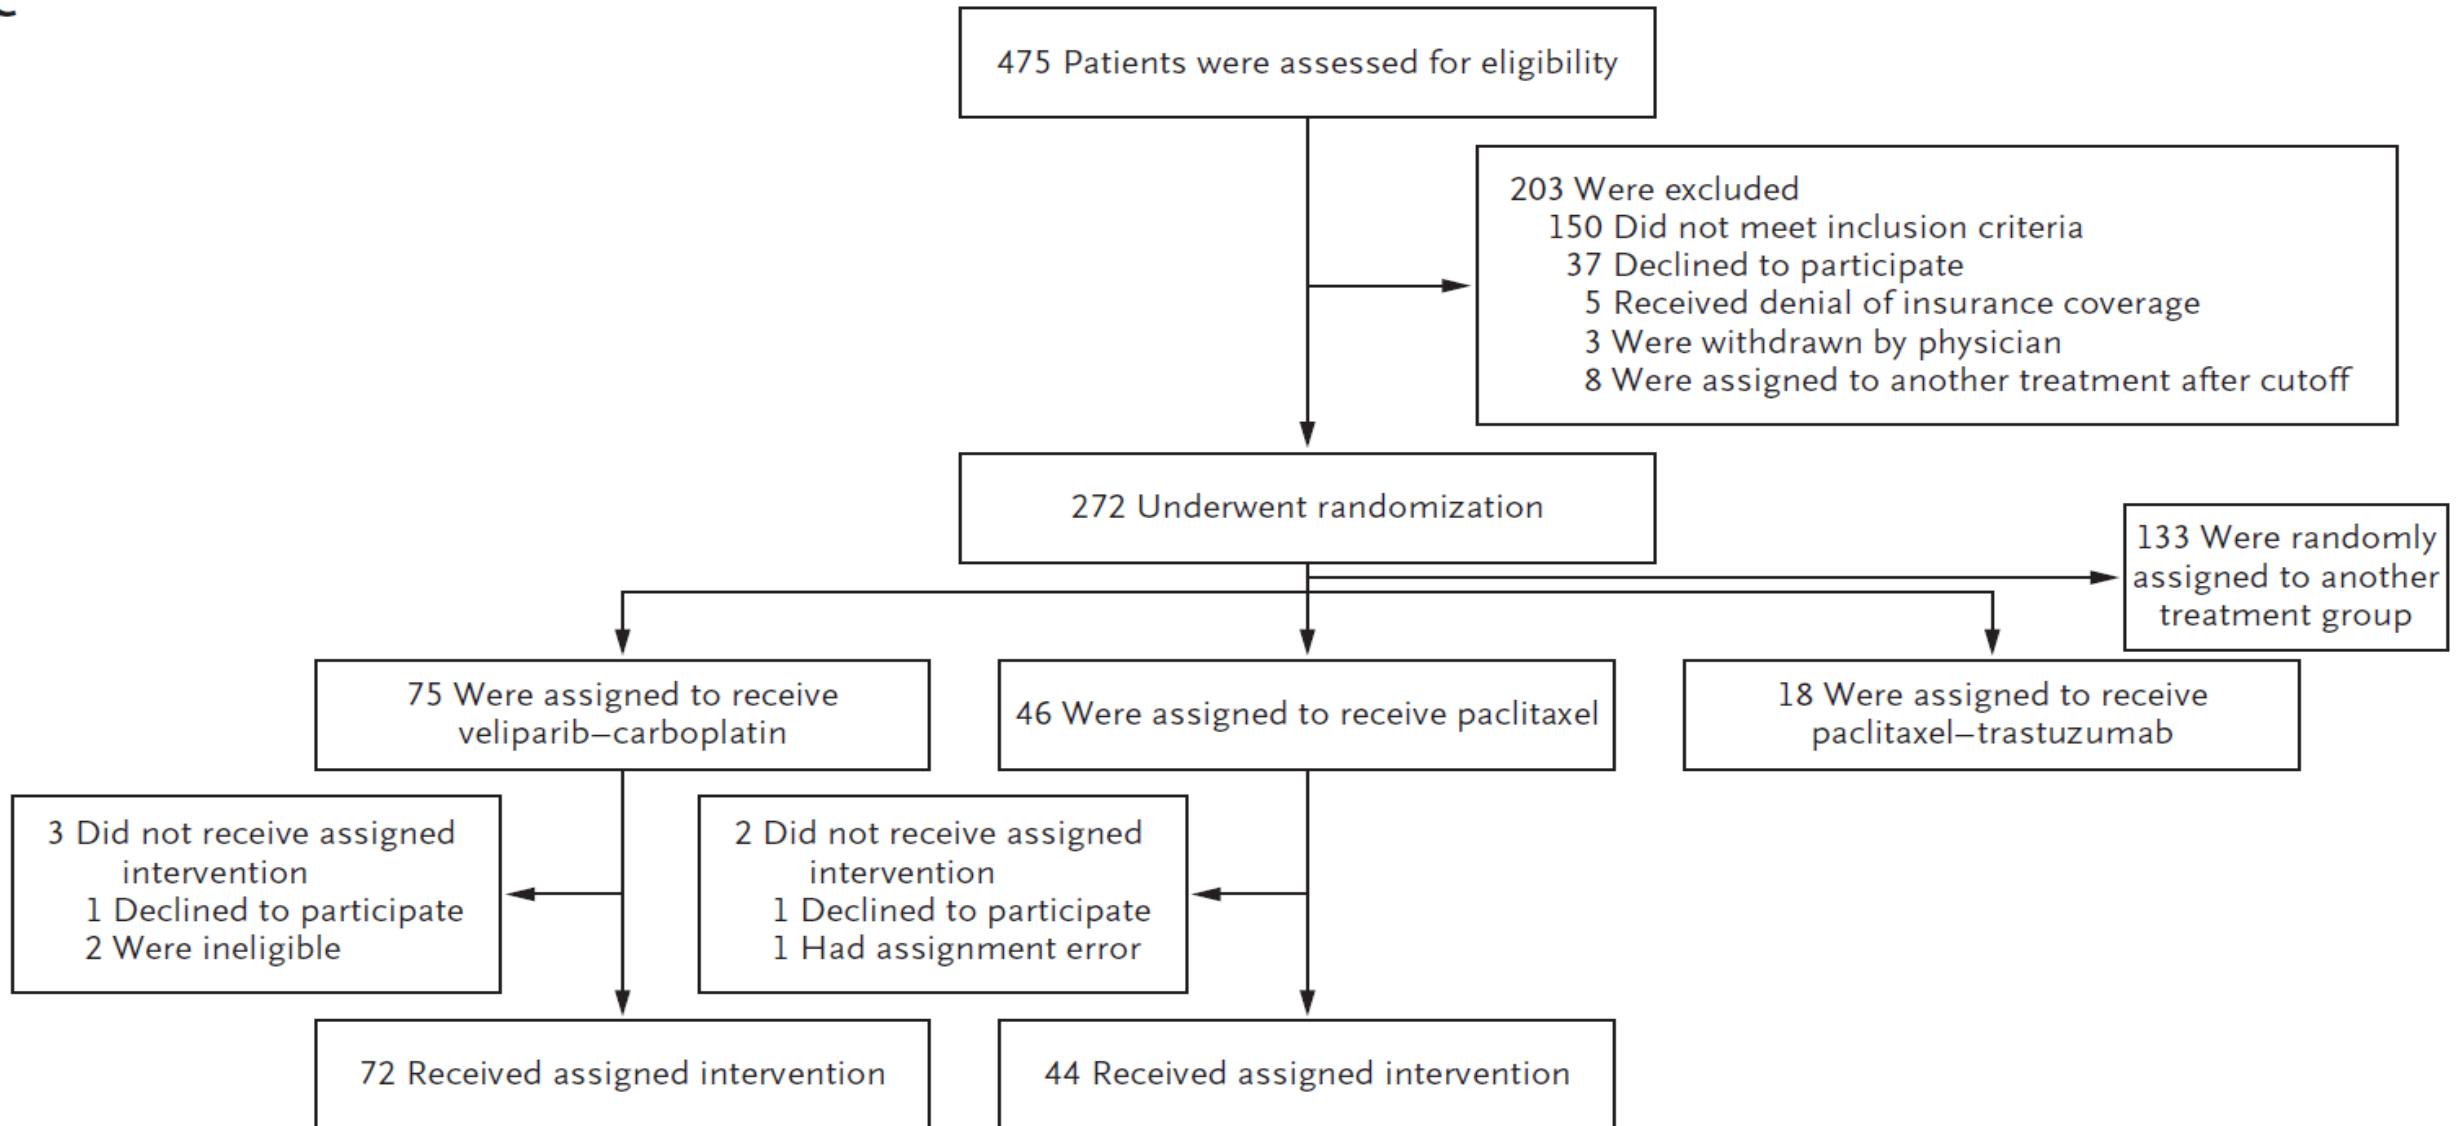 475 Patients were assessed for eligibility
203 Were excluded
150 Did not meet inclusion criteria
37 Declined to participate
5 Received denial of insurance coverage
3 Were withdrawn by physician
8 Were assigned to another treatment after cutoff
272 Underwent randomization
133 Were randomly
assigned to another
treatment group
75 Were assigned to receive
veliparib–carboplatin
46 Were assigned to receive paclitaxel
18 Were assigned to receive
paclitaxel–trastuzumab
3 Did not receive assigned
intervention
1 Declined to participate
2 Were ineligible
2 Did not receive assigned
intervention
1 Declined to participate
1 Had assignment error
72 Received assigned intervention
44 Received assigned intervention